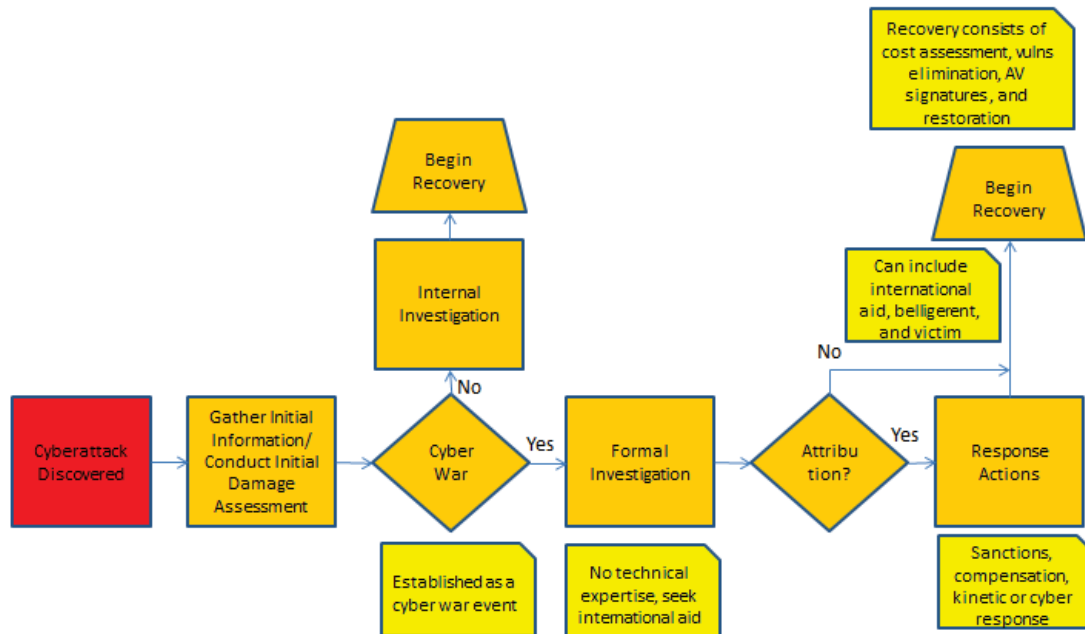 Recovery consists of
cost assessment, vulns
elimination, AV
signatures, and
restoration
Begin
Recovery
Begin
Recovery
Internal
Investigation
Can include
international
aid, belligerent,
and victim
No
No
Cyberattack
Discovered
Gather Initial
Information/
Conduct Initial
Damage
Assessment
Cyber
War
Yes
Formal
Investigation
Attribu
tion?
Yes
Response
Actions
Established as a
cyber war event
No technical
expertise, seek
international aid
Sanctions,
compensation,
kinetic or cyber
response